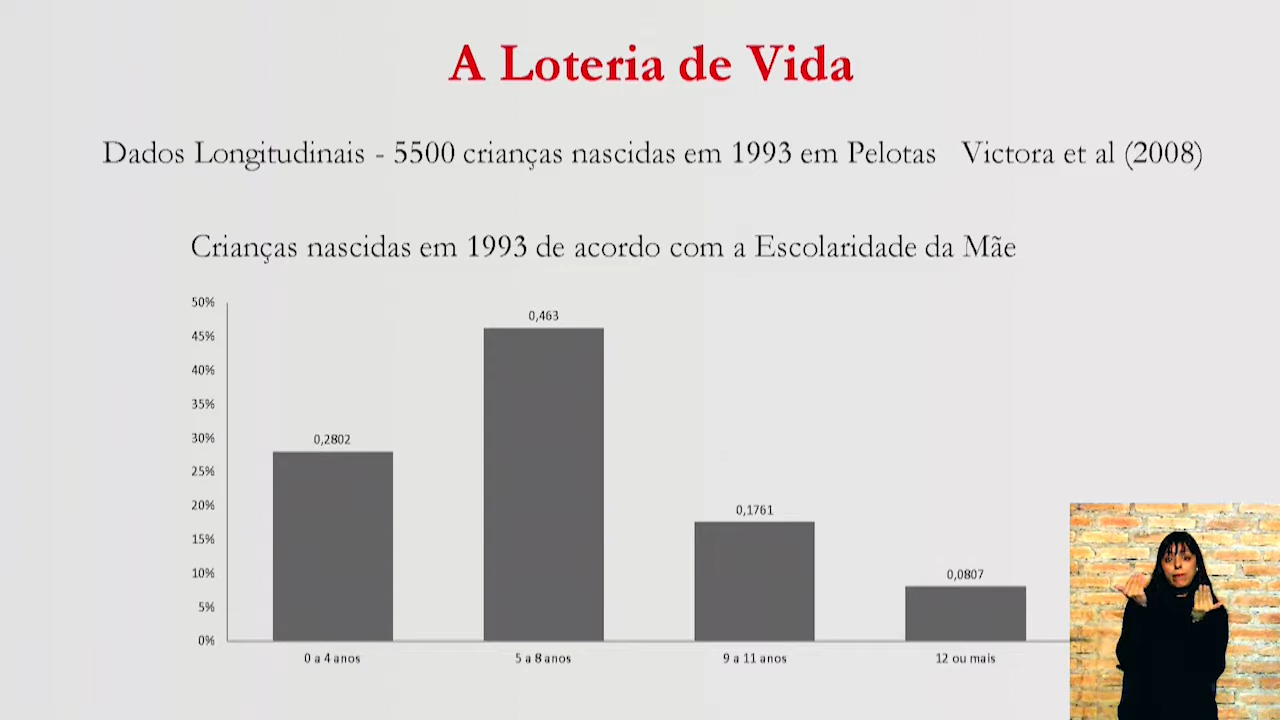 A Loteria de Vida
Dados Longitudinais - 5500 crianças nascidas em 1993 em Pelotas Victora et al (2008)
Crianças nascidas em 1993 de acordo com a Escolaridade da Mãe
50%
45%
40%
35%
30%
25%
20%
15%
10%
5%
0%
0,2802
0,463
0,1761
0,0807
0 a 4 anos
5 a 8 anos
9 a 11 anos
12 ou mais